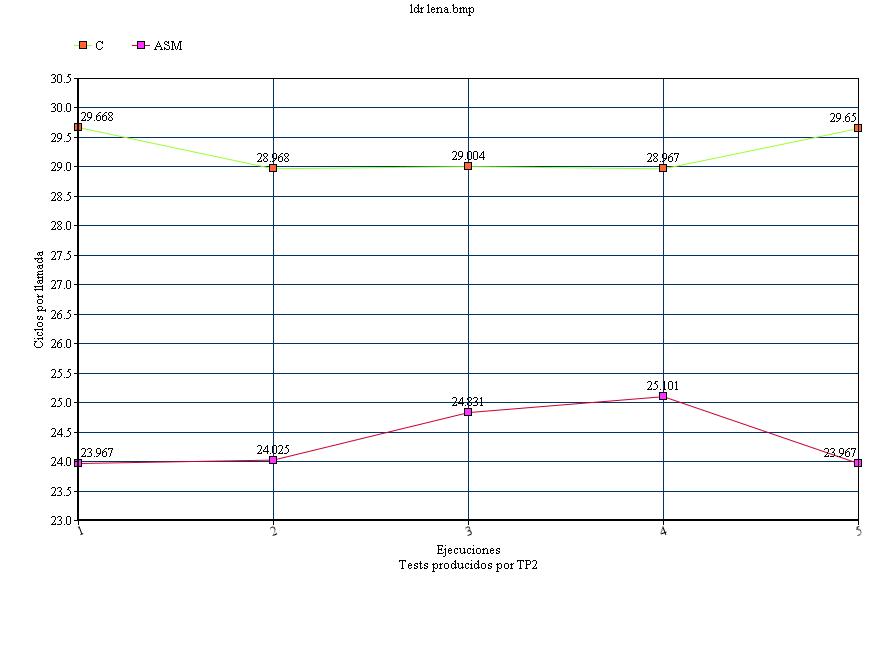 ldr lena.bmp
C ASM
30.5
30.0
29.668 29.65
29.5
28.968 29.004 28.967
29.0
28.5
28.0
27.5
27.0
26.5
26.0
25.5
25.101
25.0
24.831
24.5
23.967 24.025 23.967
24.0
23.5
23.0
Ciclos por llamada
1 2 3 4 5
Ejecuciones
Tests producidos por TP2